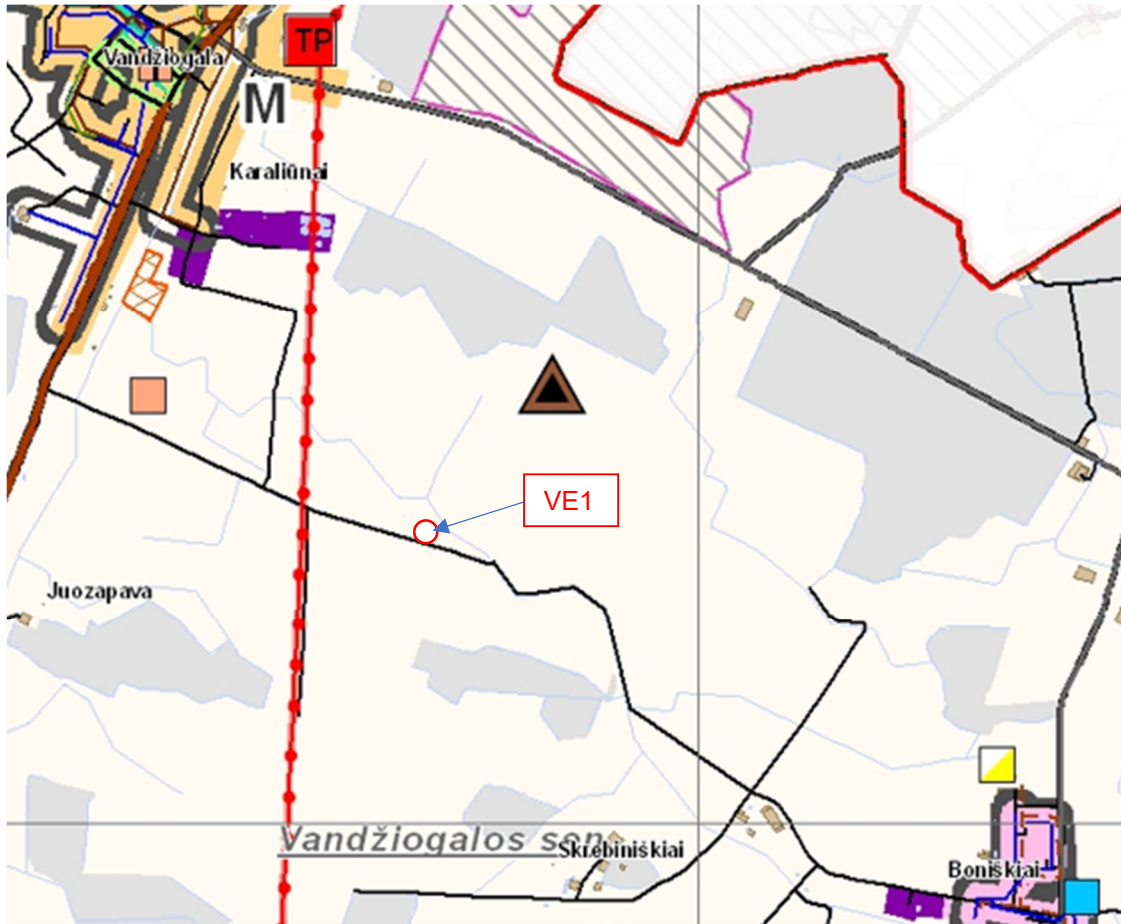 TP
Vandžiogala
M
Karaliūnai
VE1
Juozapava
Vandžiogalos sen.
Skrebiniškiai
Boniškiai